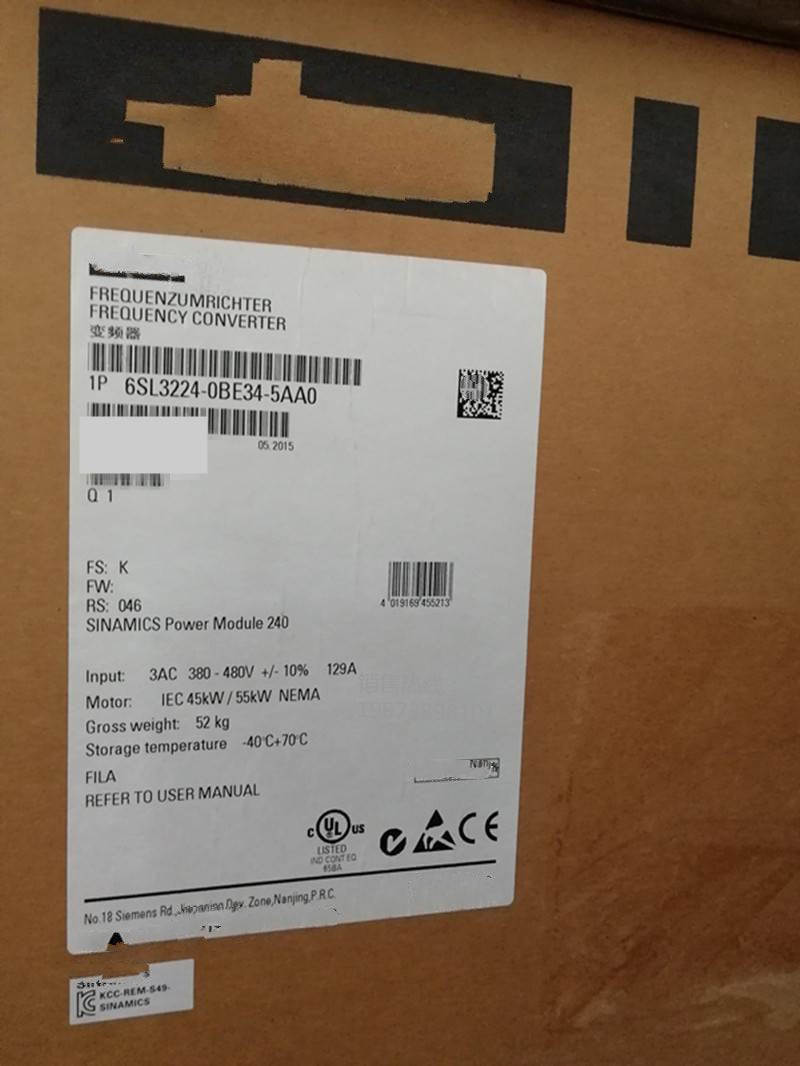 FREQUENZUMRICHTER
FREQUENCY CONVERTER
变频器
1P 6SL3224-0BE34-5AA0
05.2015
Q 1
FS: K
FW:
RS: 046
SINAMICS Power Module 240
4 019169 455213
Input: 3AC 380 - 480V +/- 10% 129A
Motor: IEC 45kW / 55kW NEMA
Gross weight: 52 kg
Storage temperature -40°C+70°C
FILA
REFER TO USER MANUAL
C UL US
LISTED
IND CONT EQ
CE
No.18 Siemens Rd., Dev. Zone,Nanjing,P.R.C.
KCC-REM-S49-
SINAMICS